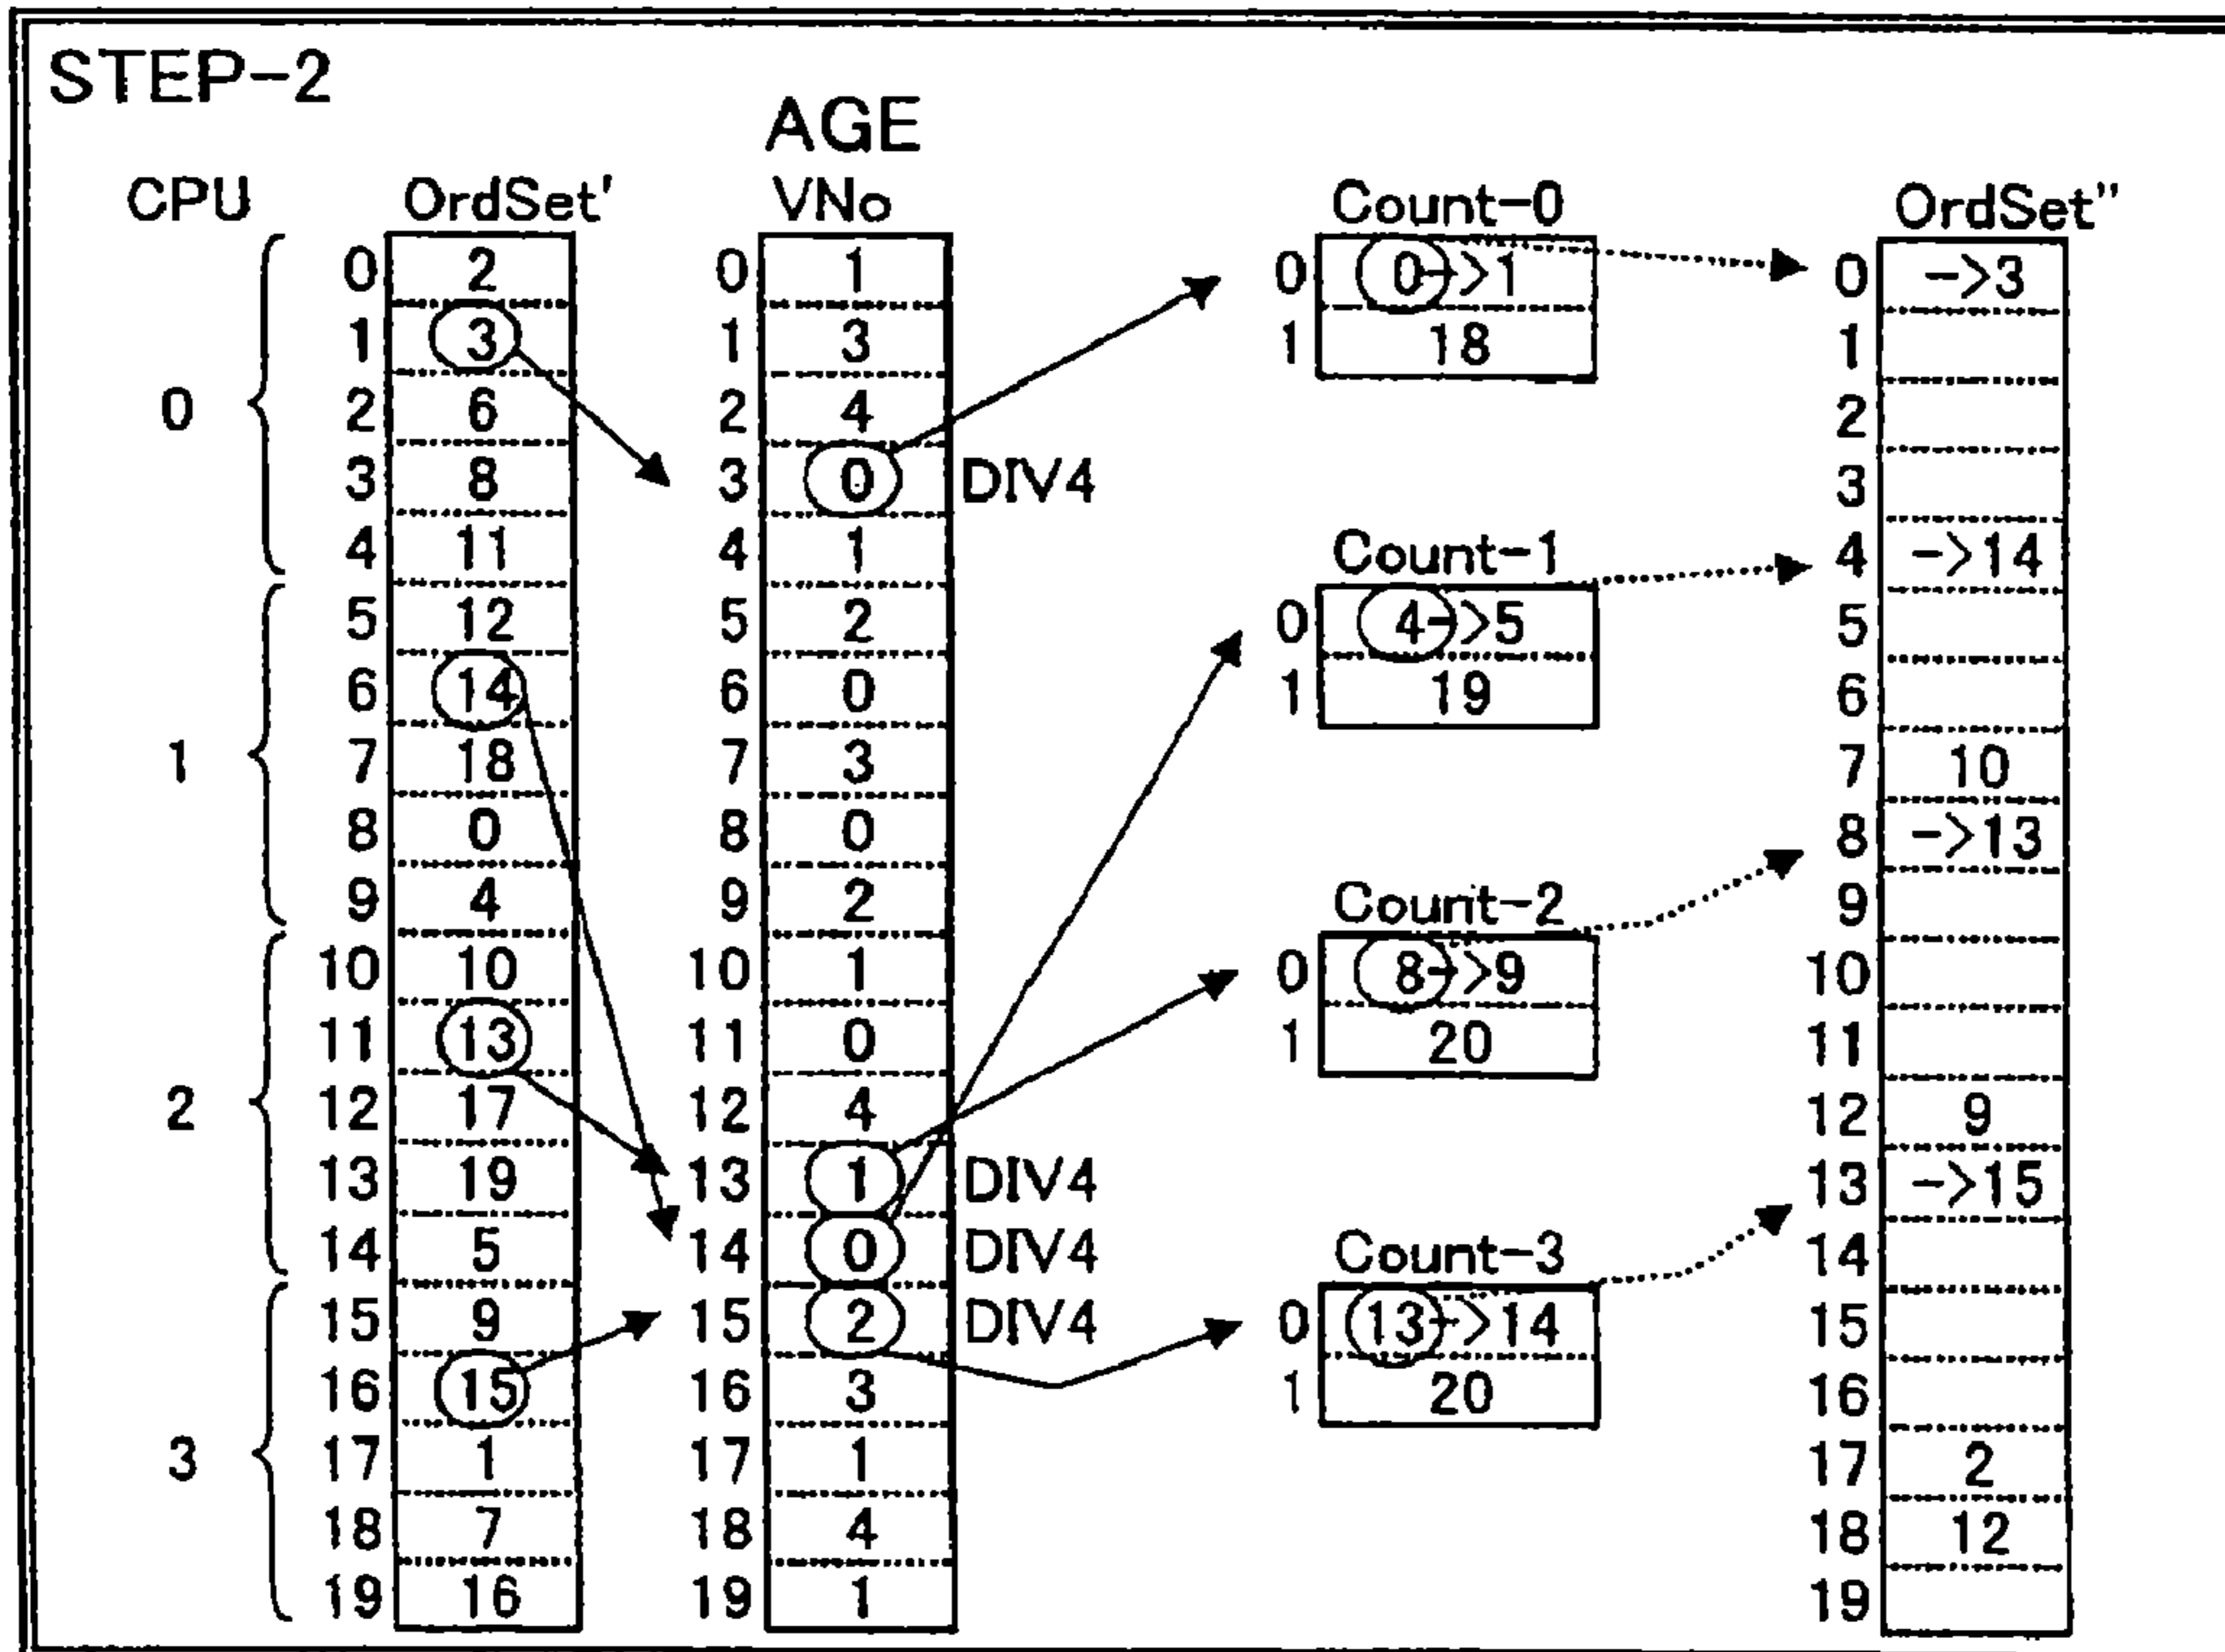 STEP-2
AGE
CPU OrdSet' VNo Count-0 OrdSet"
0 2 0 1 0 0->1 0 ->3
1 3 1 3 1 18 1
0 2 6 2 4 2
3 8 3 0 DIV4 3
4 11 4 1 Count-1 4 ->14
5 12 5 2 0 4->5 5
6 14 6 0 1 19 6
1 7 18 7 3 7 10
8 0 8 0 8 ->13
9 4 9 2 Count-2 9
10 10 10 1 0 8->9 10
11 13 11 0 1 20 11
2 12 17 12 4 12 9
13 19 13 1 DIV4 13 ->15
14 5 14 0 DIV4 Count-3 14
15 9 15 2 DIV4 0 13->14 15
16 15 16 3 1 20 16
3 17 1 17 1 17 2
18 7 18 4 18 12
19 16 19 1 19